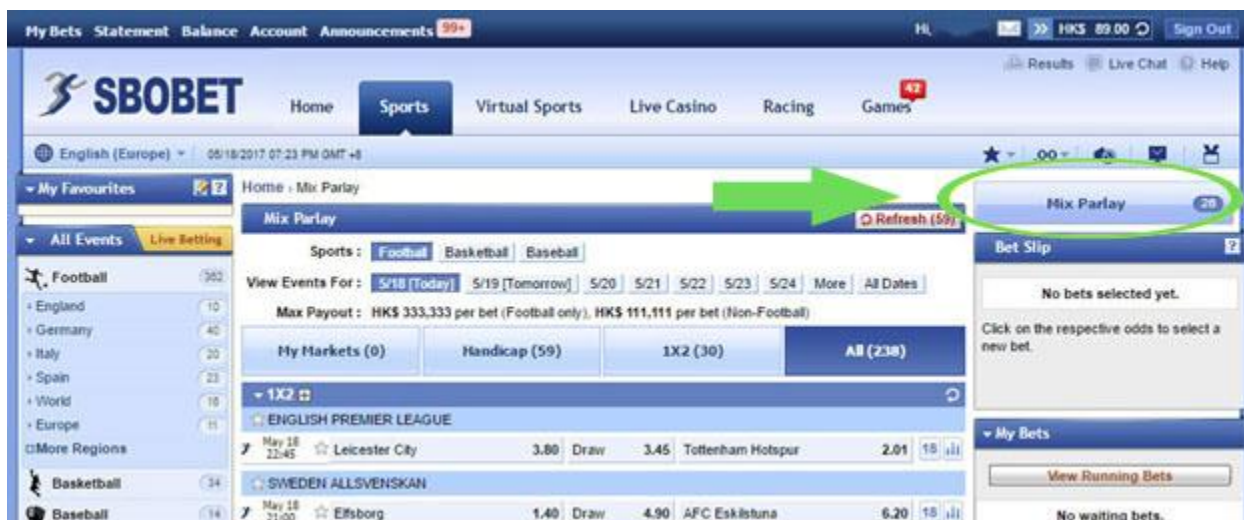 My Bets Statement Balance Account Announcements 99+
Hi,
HK$ 89.00
Sign Out
Results Live Chat Help
SBOBET
Home Sports Virtual Sports Live Casino Racing Games 42
English (Europe) 05/18/2017 07:23 PM GMT +8
.00
My Favourites ?
Home › Mix Parlay
Mix Parlay
Refresh (59)
Mix Parlay
All Events Live Betting
Sports : Football Basketball Baseball
Bet Slip ?
Football 382
View Events For : 5/18 [Today] 5/19 [Tomorrow] 5/20 5/21 5/22 5/23 5/24 More All Dates
No bets selected yet.
Max Payout : HK$ 333,333 per bet (Football only), HK$ 111,111 per bet (Non-Football)
Click on the respective odds to select a
new bet.
England 10
Germany 40
Italy 20
Spain 23
World 16
Europe 11
More Regions
Basketball 34
Baseball 14
My Markets (0) Handicap (59) 1X2 (30) All (238)
1X2
ENGLISH PREMIER LEAGUE
May 18
22:45 Leicester City 3.80 Draw 3.45 Tottenham Hotspur 2.01 18
SWEDEN ALLSVENSKAN
May 18
21:00 Elfsborg 1.40 Draw 4.90 AFC Eskilstuna 6.20 18
My Bets
View Running Bets
No waiting bets.